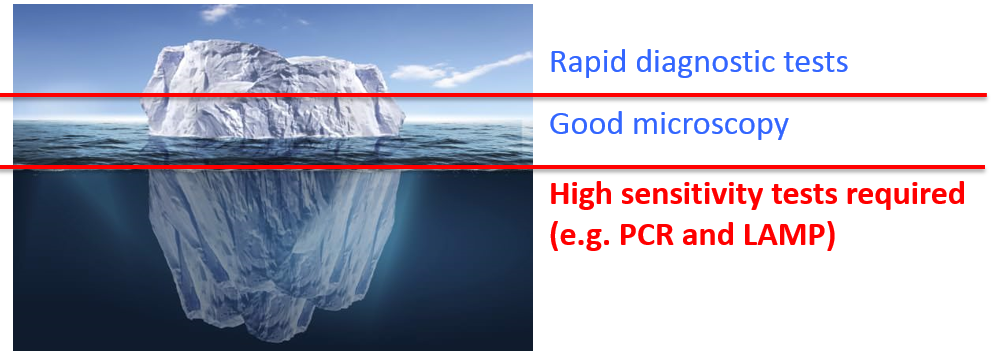 Rapid diagnostic tests
Good microscopy
High sensitivity tests required
(e.g. PCR and LAMP)